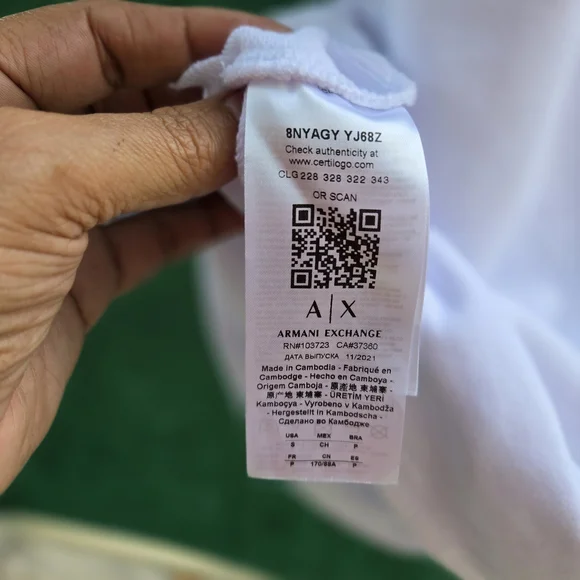 8NYAGY YJ68Z
Check authenticity at
www.certilogo.com
CLG 228 328 322 343
OR SCAN
A|X
ARMANI EXCHANGE
RN#103723 CA#37360
ДАТА ВЫПУСКА 11/2021
Made in Cambodia - Fabriqué en
Cambodge - Hecho en Camboya -
Origem Camboja - 原產地 柬埔寨 -
原产地 柬埔寨 - ÜRETİM YERİ
Kamboçya - Vyrobeno v Kambodža
- Hergestellt in Kambodscha -
Сделано во Камбодже
USA MEX BRA
S CH P
FR CN ES
P 170/88A P